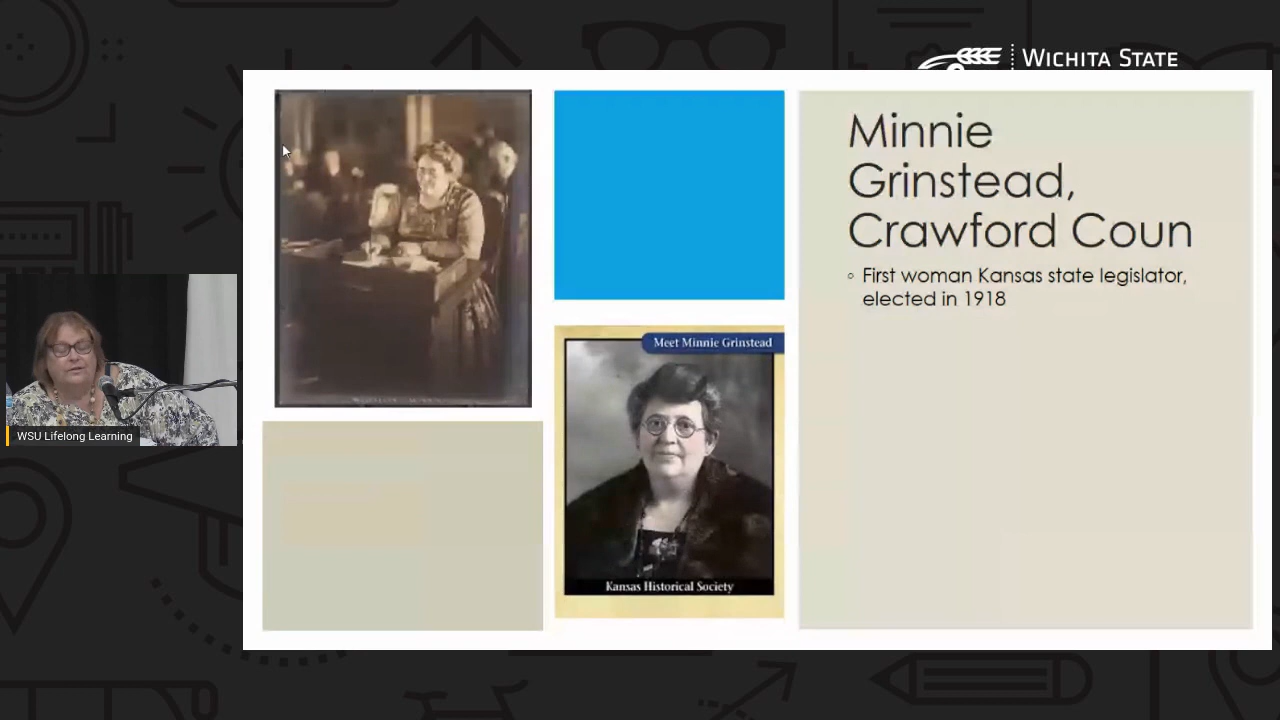 WICHITA STATE
Minnie
Grinstead,
Crawford Coun
First woman Kansas state legislator,
elected in 1918
Meet Minnie Grinstead
Kansas Historical Society
WSU Lifelong Learning